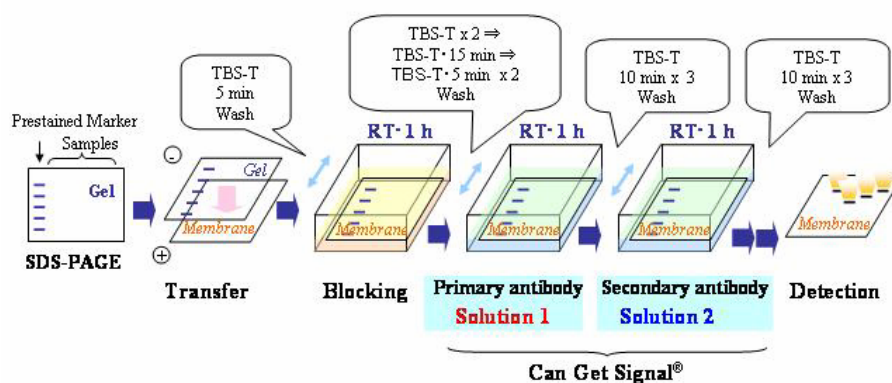 TBS-T
5 min
Wash
TBS-T x 2 ⇒
TBS-T･15 min ⇒
TBS-T･5 min x 2
Wash
TBS-T
10 min x 3
Wash
TBS-T
10 min x 3
Wash
Prestained Marker
Samples
Gel
SDS-PAGE
-
Gel
Membrane
+
Transfer
RT･1 h
Membrane
Blocking
RT･1 h
Membrane
Primary antibody
Solution 1
RT･1 h
Membrane
Secondary antibody
Solution 2
Membrane
Detection
Can Get Signal®